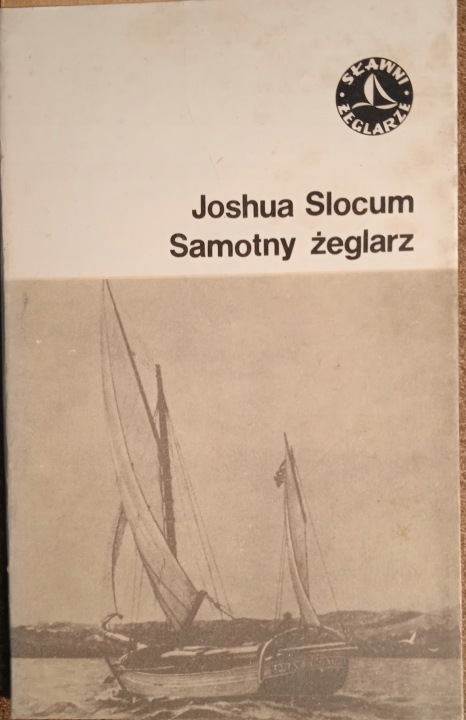 SŁAWNI
ŻEGLARZE
Joshua Slocum
Samotny żeglarz